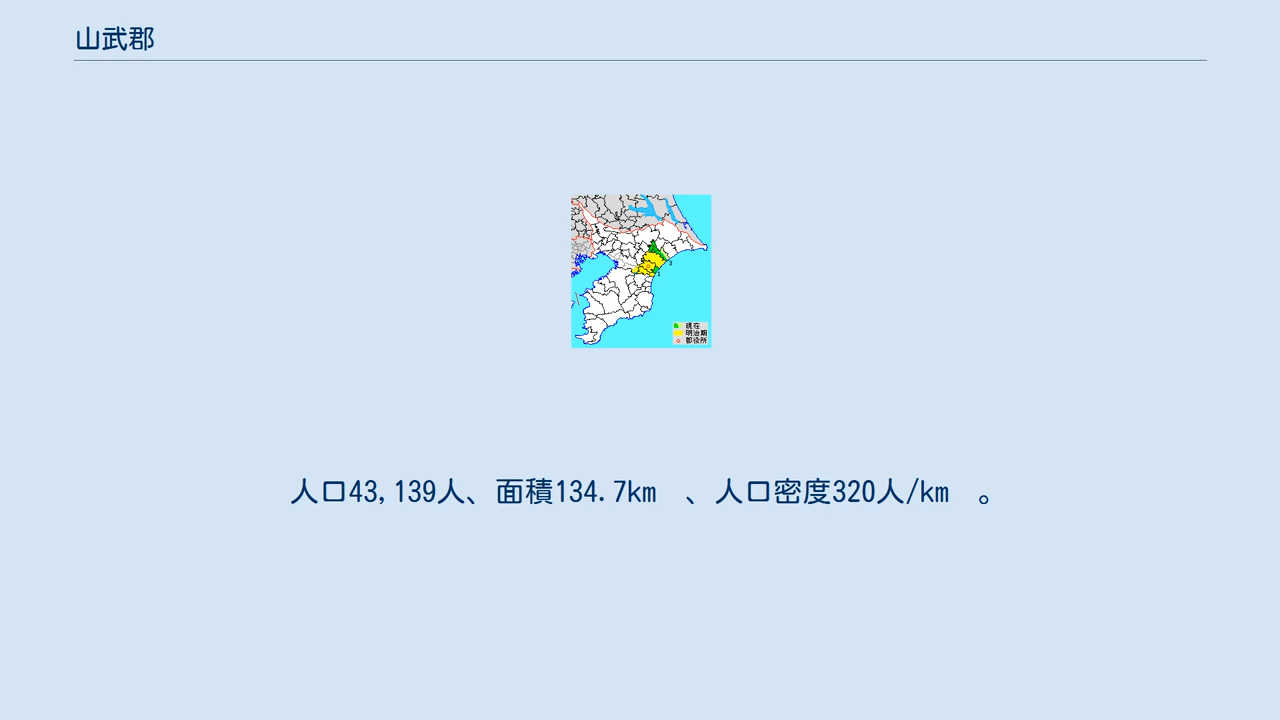 山武郡
現在
明治期
郡役所
人口43,139人、面積134.7km　、人口密度320人/km　。